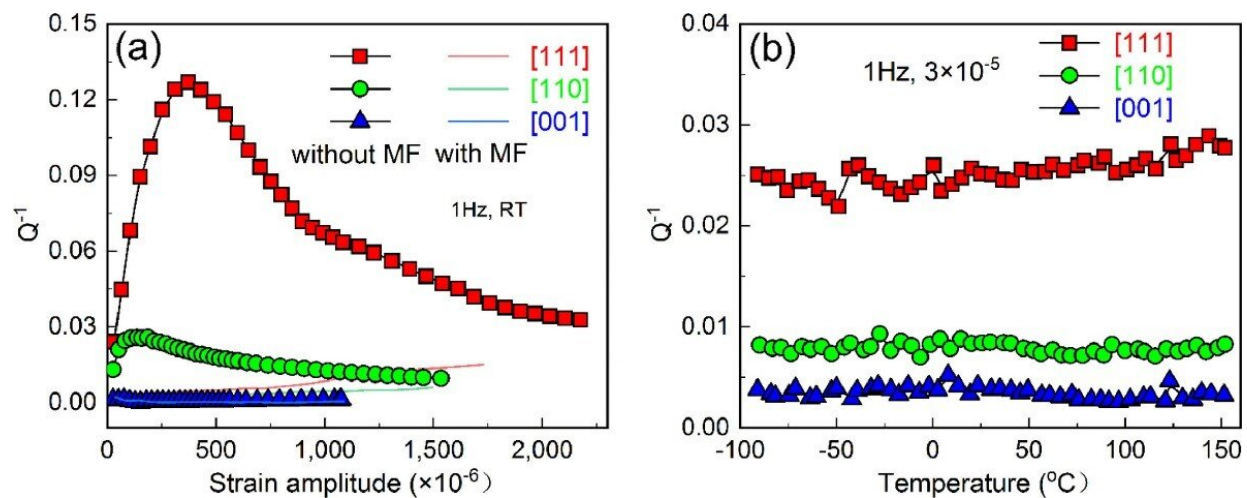 (a)
[111]
[110]
[001]
without MF with MF
1Hz, RT
Q⁻¹
0.15
0.12
0.09
0.06
0.03
0.00
0 500 1,000 1,500 2,000
Strain amplitude (×10⁻⁶)
(b)
1Hz, 3×10⁻⁵
[111]
[110]
[001]
Q⁻¹
0.04
0.03
0.02
0.01
0.00
-100 -50 0 50 100 150
Temperature (°C)